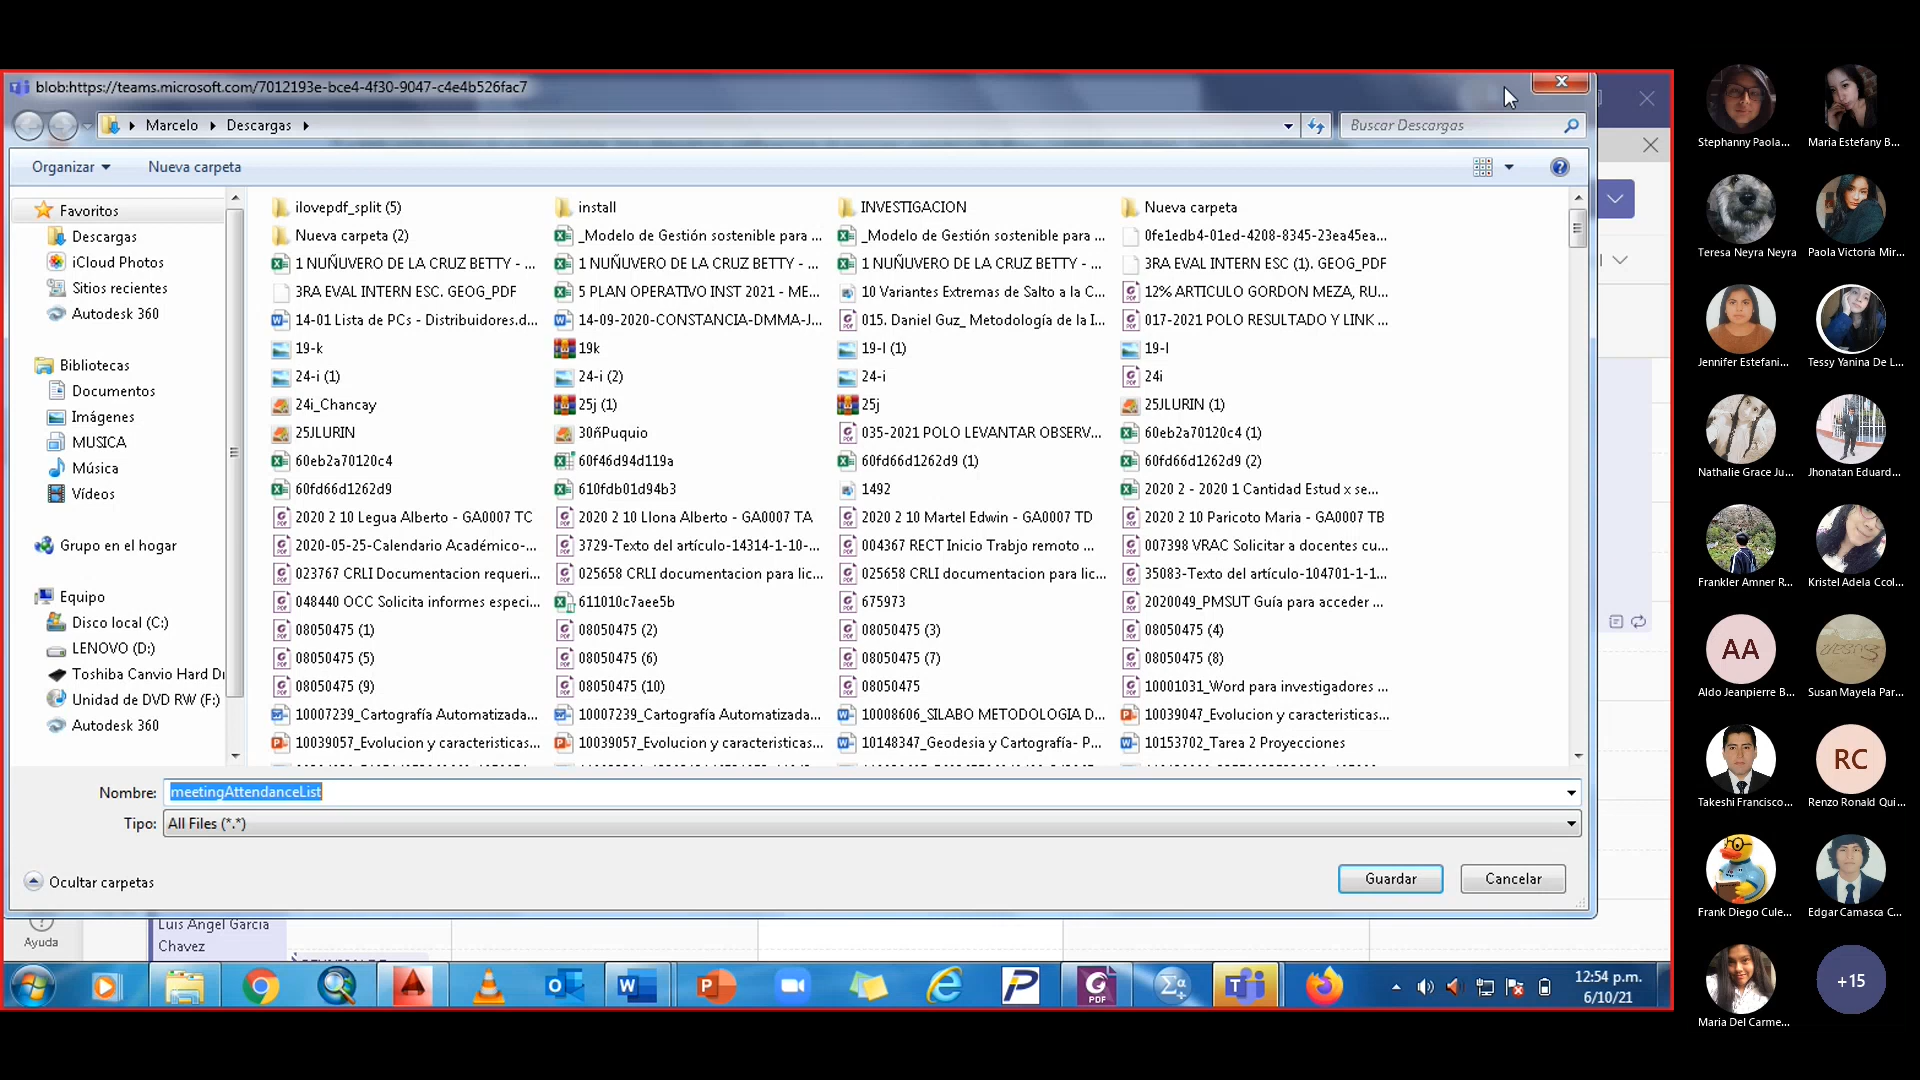 blob:https://teams.microsoft.com/7012193e-bce4-4f30-9047-c4e4b526fac7
Marcelo Descargas
Buscar Descargas
Organizar Nueva carpeta
Favoritos
Descargas
iCloud Photos
Sitios recientes
Autodesk 360
Bibliotecas
Documentos
Imágenes
MUSICA
Música
Vídeos
Grupo en el hogar
Equipo
Disco local (C:)
LENOVO (D:)
Toshiba Canvio Hard Dr
Unidad de DVD RW (F:)
Autodesk 360
ilovepdf_split (5) install INVESTIGACION Nueva carpeta
Nueva carpeta (2) _Modelo de Gestión sostenible para ... _Modelo de Gestión sostenible para ... 0fe1edb4-01ed-4208-8345-23ea45ea...
1 NUÑUVERO DE LA CRUZ BETTY - ... 1 NUÑUVERO DE LA CRUZ BETTY - ... 1 NUÑUVERO DE LA CRUZ BETTY - ... 3RA EVAL INTERN ESC (1). GEOG_PDF
3RA EVAL INTERN ESC. GEOG_PDF 5 PLAN OPERATIVO INST 2021 - ME... 10 Variantes Extremas de Salto a la C... 12% ARTICULO GORDON MEZA, RU...
14-01 Lista de PCs - Distribuidores.d... 14-09-2020-CONSTANCIA-DMMA-J... 015. Daniel Guz_ Metodología de la I... 017-2021 POLO RESULTADO Y LINK ...
19-k 19k 19-l (1) 19-l
24-i (1) 24-i (2) 24-i 24i
24i_Chancay 25j (1) 25j 25JLURIN (1)
25JLURIN 30ñPuquio 035-2021 POLO LEVANTAR OBSERV... 60eb2a70120c4 (1)
60eb2a70120c4 60f46d94d119a 60fd66d1262d9 (1) 60fd66d1262d9 (2)
60fd66d1262d9 610fdb01d94b3 1492 2020 2 - 2020 1 Cantidad Estud x se...
2020 2 10 Legua Alberto - GA0007 TC 2020 2 10 Llona Alberto - GA0007 TA 2020 2 10 Martel Edwin - GA0007 TD 2020 2 10 Paricoto Maria - GA0007 TB
2020-05-25-Calendario Académico-... 3729-Texto del artículo-14314-1-10-... 004367 RECT Inicio Trabjo remoto ... 007398 VRAC Solicitar a docentes cu...
023767 CRLI Documentacion requeri... 025658 CRLI documentacion para lic... 025658 CRLI documentacion para lic... 35083-Texto del artículo-104701-1-1...
048440 OCC Solicita informes especi... 611010c7aee5b 675973 2020049_PMSUT Guía para acceder ...
08050475 (1) 08050475 (2) 08050475 (3) 08050475 (4)
08050475 (5) 08050475 (6) 08050475 (7) 08050475 (8)
08050475 (9) 08050475 (10) 08050475 10001031_Word para investigadores ...
10007239_Cartografía Automatizada... 10007239_Cartografía Automatizada... 10008606_SILABO METODOLOGIA D... 10039047_Evolucion y caracteristicas...
10039057_Evolucion y caracteristicas... 10039057_Evolucion y caracteristicas... 10148347_Geodesia y Cartografía- P... 10153702_Tarea 2 Proyecciones
Nombre: meetingAttendanceList
Tipo: All Files (*.*)
Ocultar carpetas
Guardar Cancelar
Ayuda
Luis Angel Garcia
Chavez
12:54 p.m.
6/10/21
Stephanny Paola... Maria Estefany B...
Teresa Neyra Neyra Paola Victoria Mir...
Jennifer Estefani... Tessy Yanina De L...
Nathalie Grace Ju... Jhonatan Eduard...
Frankler Amner R... Kristel Adela Ccol...
AA
Aldo Jeanpierre B... Susan Mayela Par...
RC
Takeshi Francisco... Renzo Ronald Qui...
Frank Diego Cule... Edgar Camasca C...
+15
Maria Del Carme...